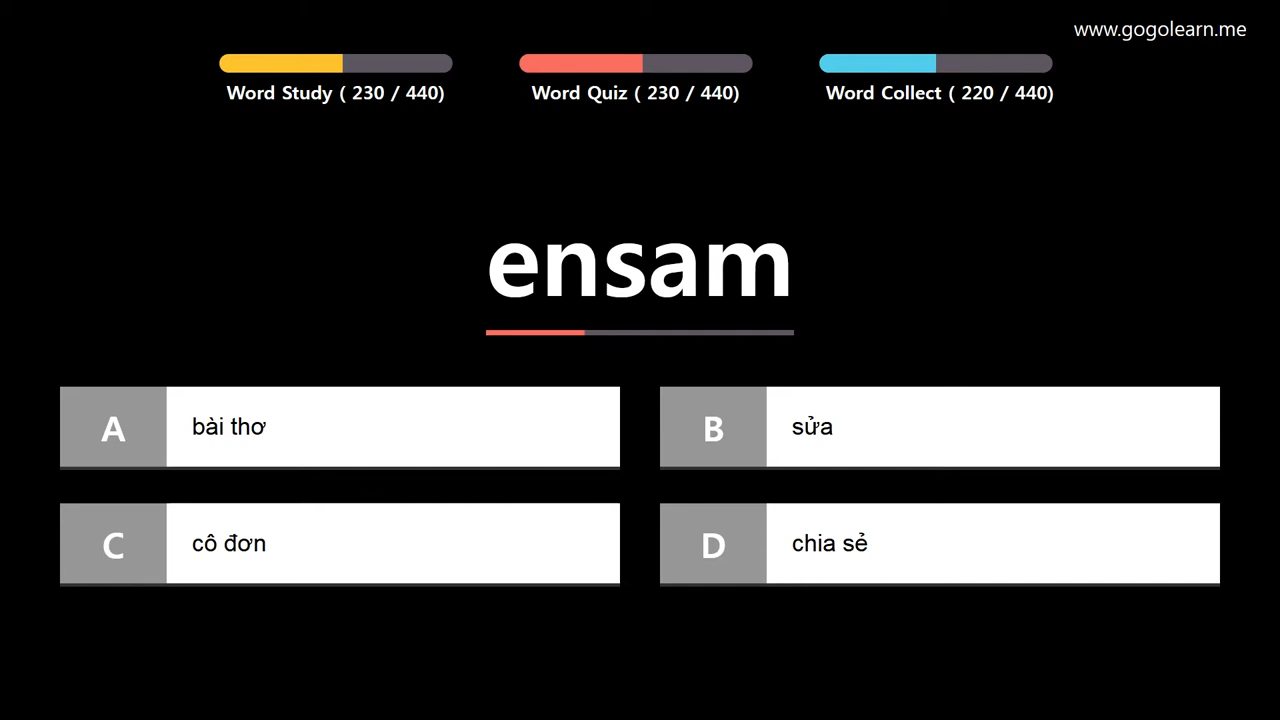 www.gogolearn.me
Word Study ( 230 / 440)
Word Quiz ( 230 / 440)
Word Collect ( 220 / 440)
ensam
A
bài thơ
B
sửa
C
cô đơn
D
chia sẻ